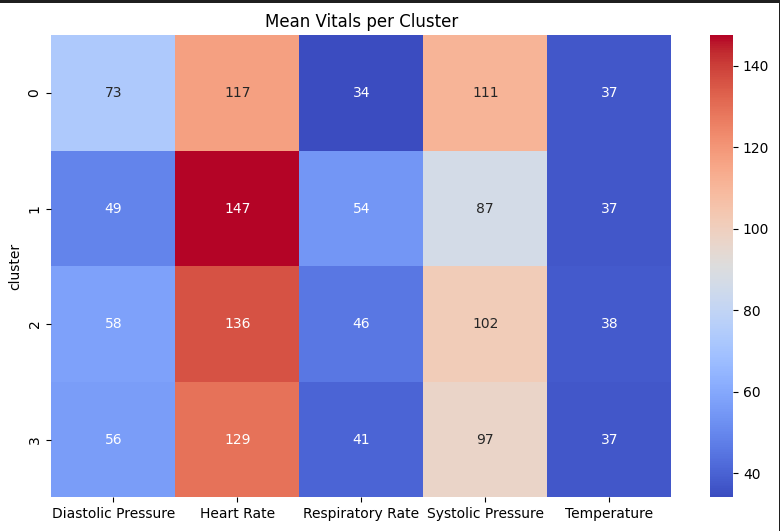 Mean Vitals per Cluster
cluster
0 73 117 34 111 37
1 49 147 54 87 37
2 58 136 46 102 38
3 56 129 41 97 37
Diastolic Pressure Heart Rate Respiratory Rate Systolic Pressure Temperature
140
120
100
80
60
40